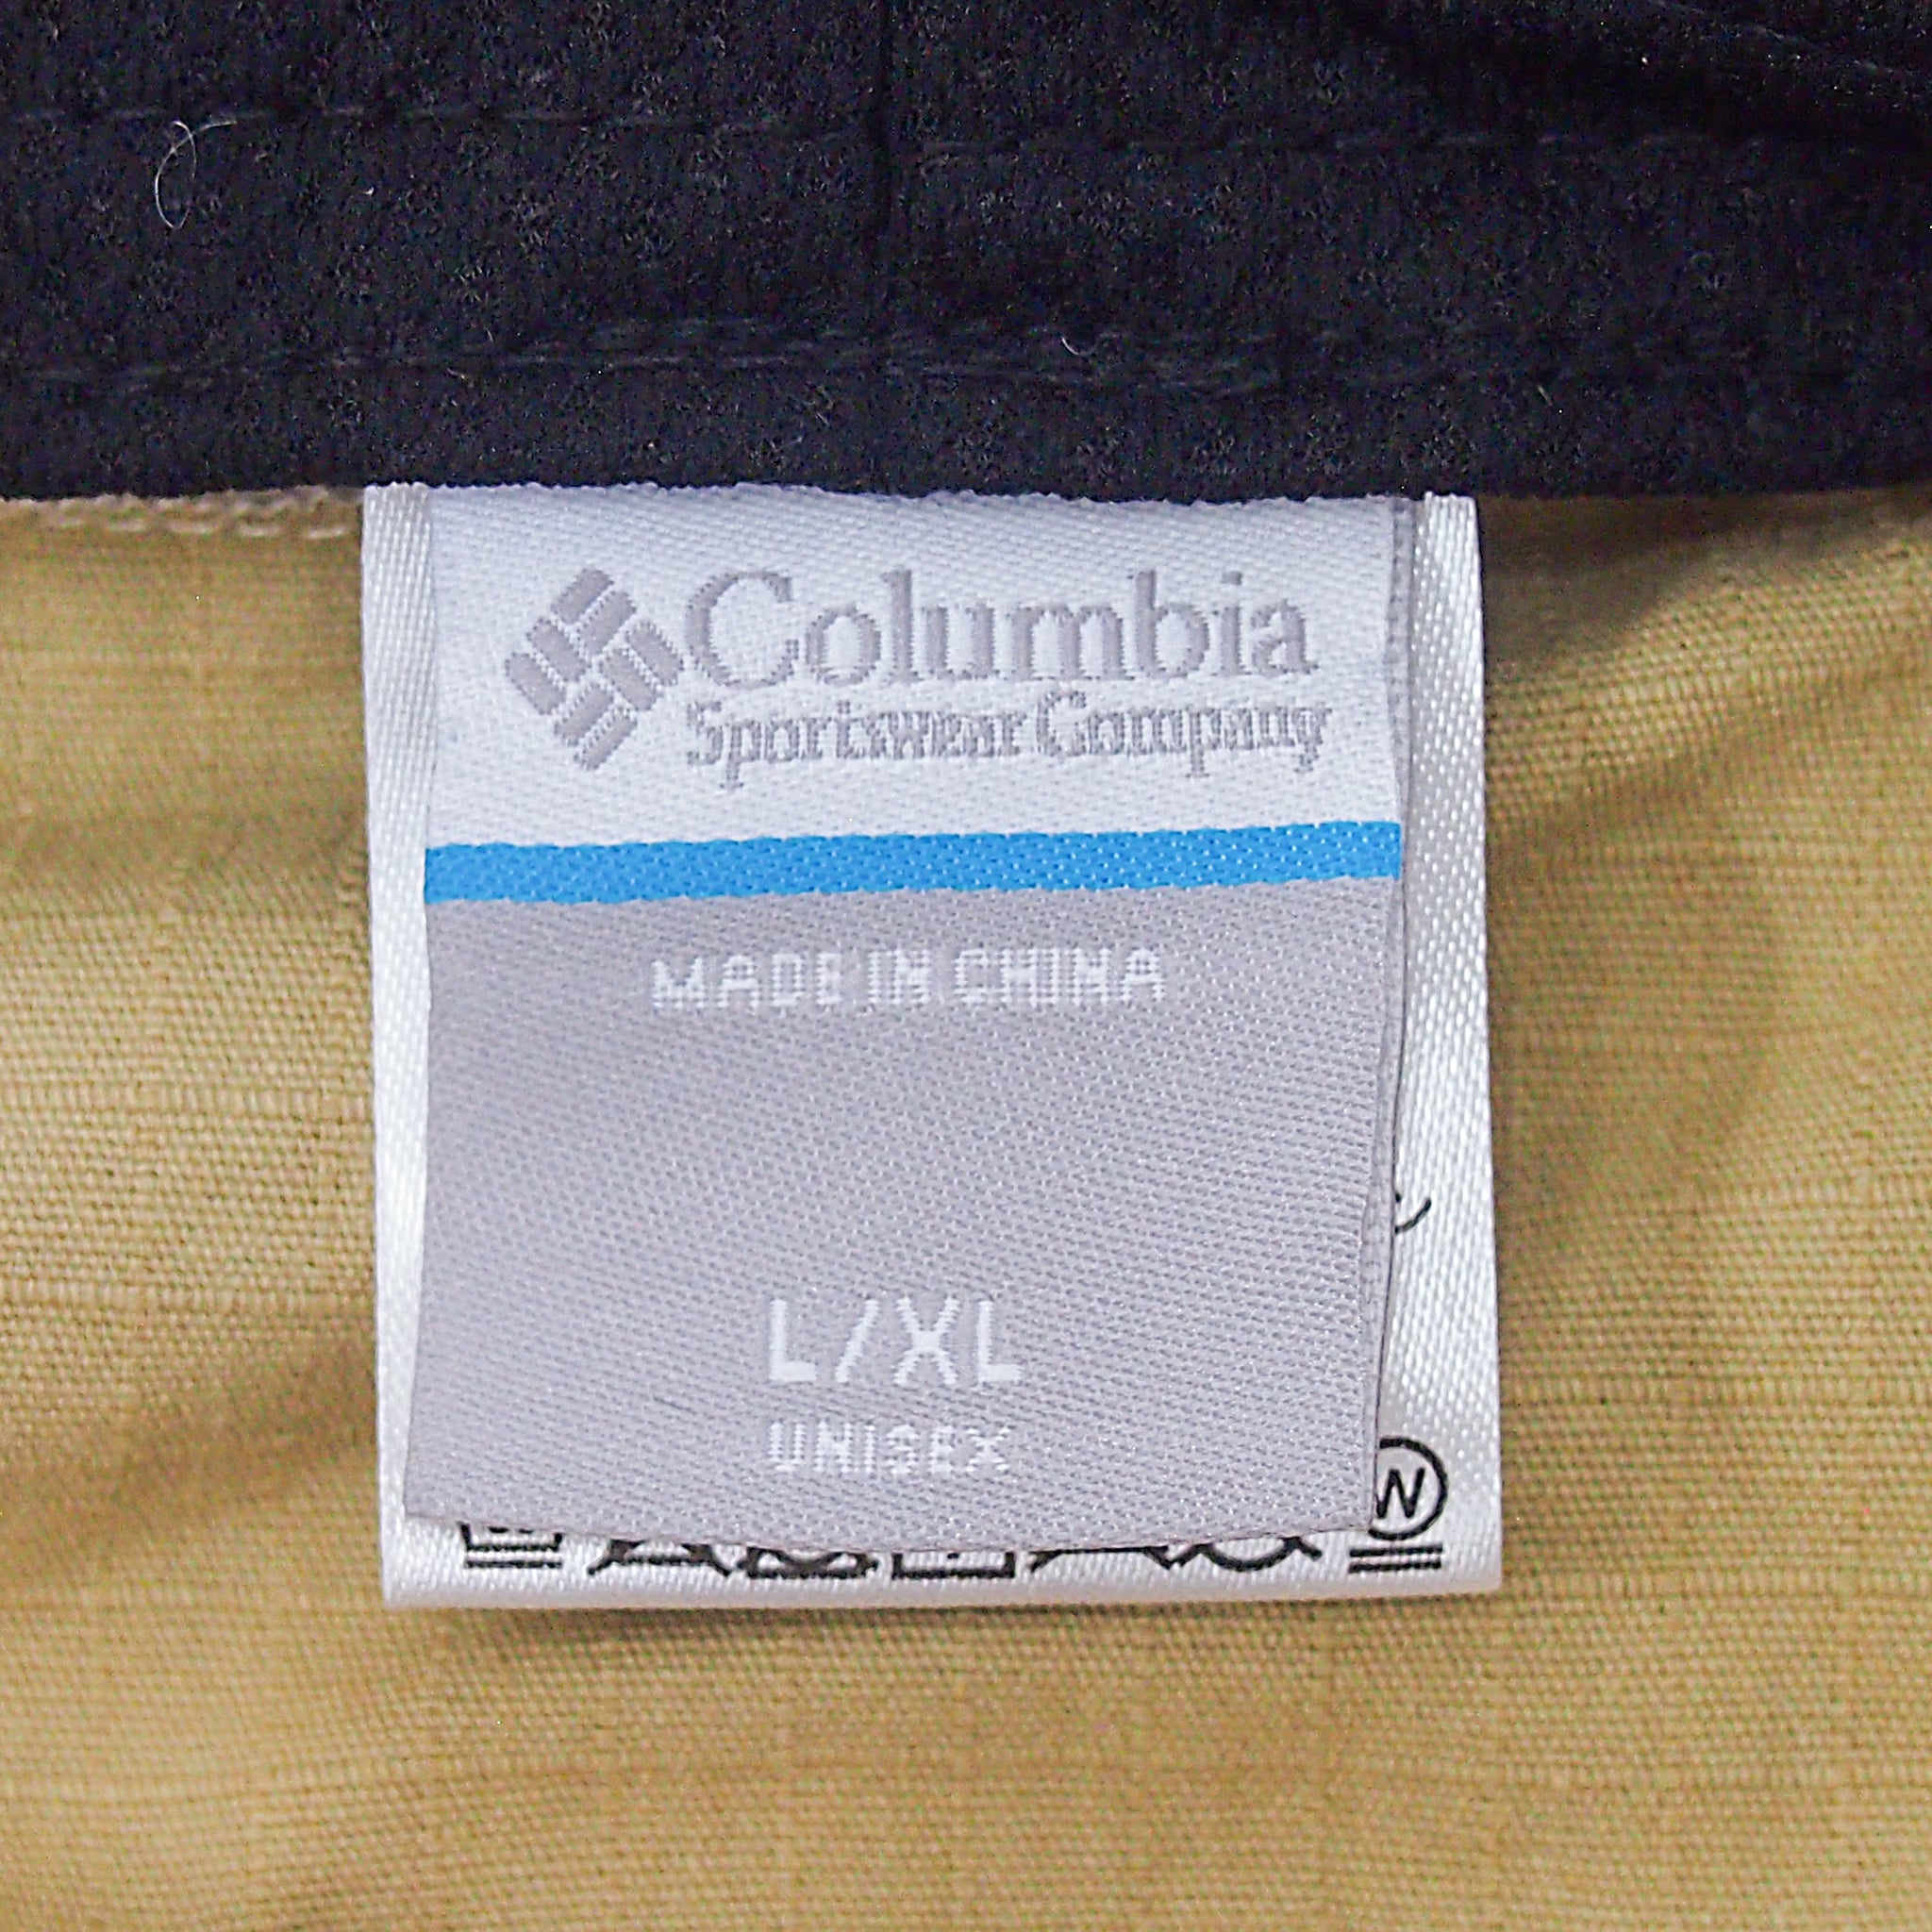 Columbia
Sportswear Company
MADE IN CHINA
L/XL
UNISEX
W